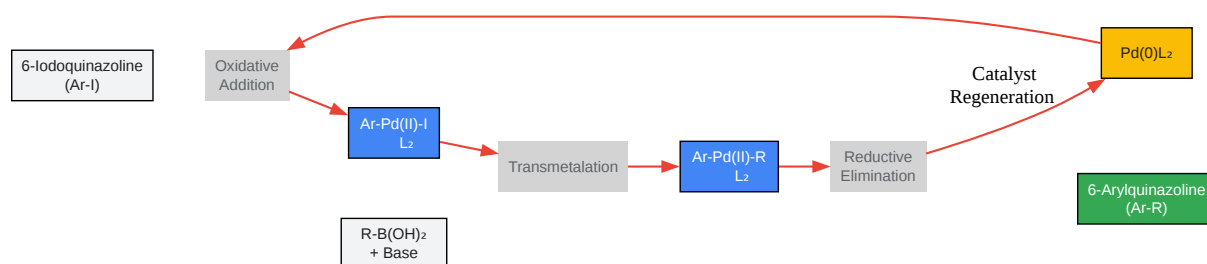 6-Iodoquinazoline
(Ar-I)
Oxidative
Addition
Ar-Pd(II)-I
L₂
R-B(OH)₂
+ Base
Transmetalation
Ar-Pd(II)-R
L₂
Reductive
Elimination
Catalyst
Regeneration
Pd(0)L₂
6-Arylquinazoline
(Ar-R)